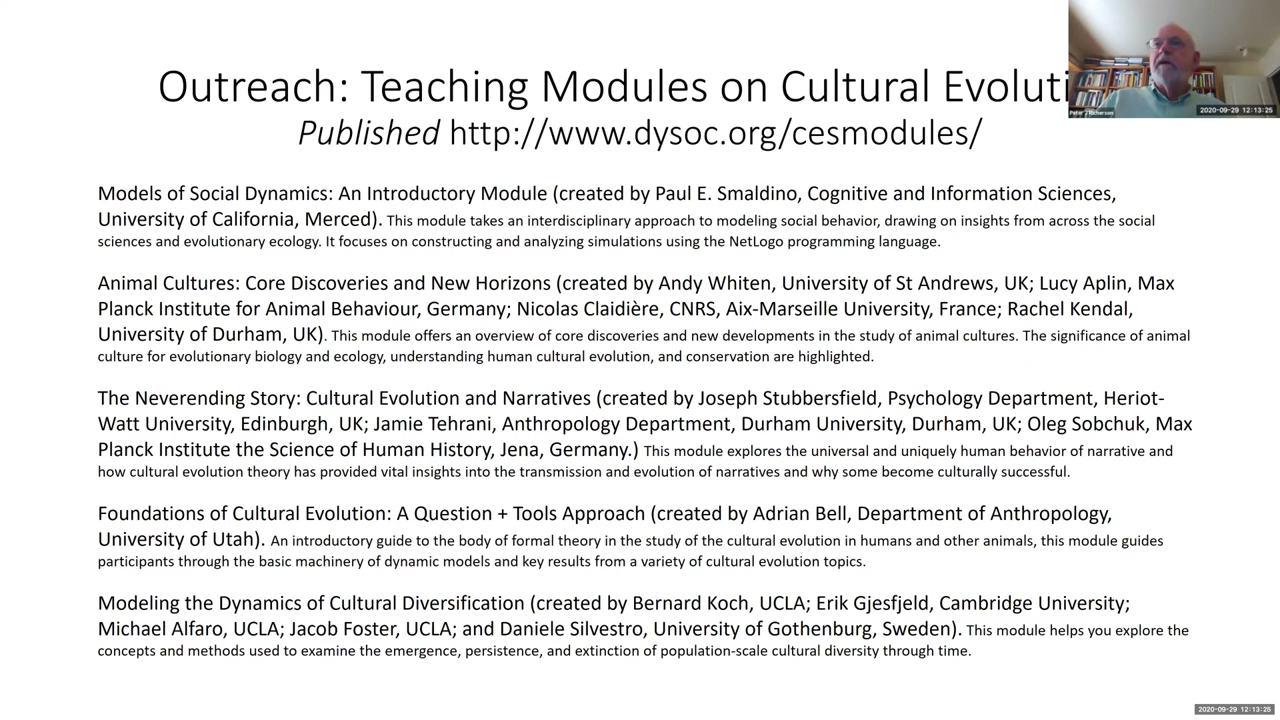 Outreach: Teaching Modules on Cultural Evoluti
Published http://www.dysoc.org/cesmodules/
2020-09-29 12:13:25
Peter J Richerson
Models of Social Dynamics: An Introductory Module (created by Paul E. Smaldino, Cognitive and Information Sciences,
University of California, Merced). This module takes an interdisciplinary approach to modeling social behavior, drawing on insights from across the social
sciences and evolutionary ecology. It focuses on constructing and analyzing simulations using the NetLogo programming language.
Animal Cultures: Core Discoveries and New Horizons (created by Andy Whiten, University of St Andrews, UK; Lucy Aplin, Max
Planck Institute for Animal Behaviour, Germany; Nicolas Claidière, CNRS, Aix-Marseille University, France; Rachel Kendal,
University of Durham, UK). This module offers an overview of core discoveries and new developments in the study of animal cultures. The significance of animal
culture for evolutionary biology and ecology, understanding human cultural evolution, and conservation are highlighted.
The Neverending Story: Cultural Evolution and Narratives (created by Joseph Stubbersfield, Psychology Department, Heriot-
Watt University, Edinburgh, UK; Jamie Tehrani, Anthropology Department, Durham University, Durham, UK; Oleg Sobchuk, Max
Planck Institute the Science of Human History, Jena, Germany.) This module explores the universal and uniquely human behavior of narrative and
how cultural evolution theory has provided vital insights into the transmission and evolution of narratives and why some become culturally successful.
Foundations of Cultural Evolution: A Question + Tools Approach (created by Adrian Bell, Department of Anthropology,
University of Utah). An introductory guide to the body of formal theory in the study of the cultural evolution in humans and other animals, this module guides
participants through the basic machinery of dynamic models and key results from a variety of cultural evolution topics.
Modeling the Dynamics of Cultural Diversification (created by Bernard Koch, UCLA; Erik Gjesfjeld, Cambridge University;
Michael Alfaro, UCLA; Jacob Foster, UCLA; and Daniele Silvestro, University of Gothenburg, Sweden). This module helps you explore the
concepts and methods used to examine the emergence, persistence, and extinction of population-scale cultural diversity through time.
2020-09-29 12:13:25